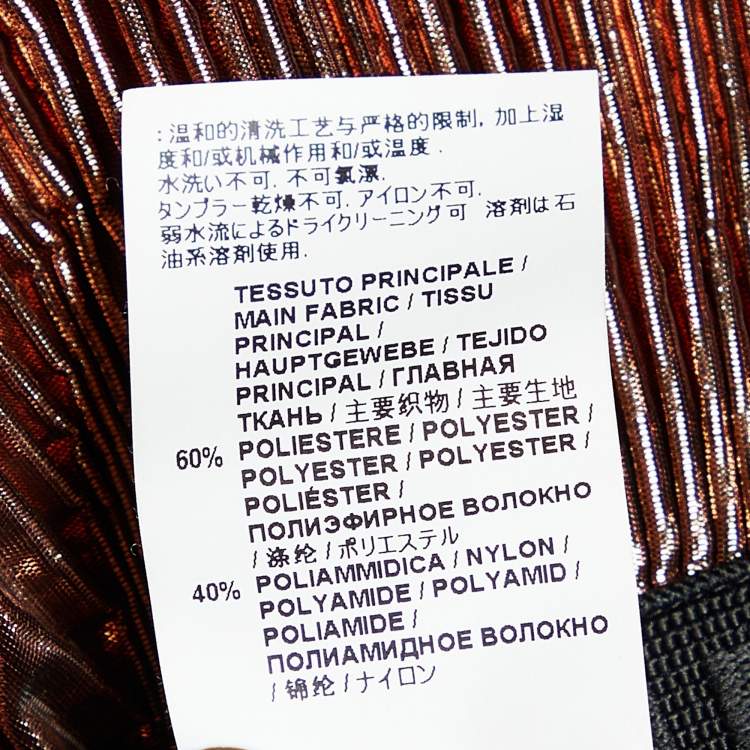 :温和的清洗工艺与严格的限制, 加上湿
度和/或机械作用和/或温度 .
水洗い不可. 不可氯漂.
タンブラー乾燥不可. アイロン不可.
弱水流によるドライクリーニング可 溶剤は石
油系溶剤使用.
TESSUTO PRINCIPALE /
MAIN FABRIC / TISSU
PRINCIPAL /
HAUPTGEWEBE / TEJIDO
PRINCIPAL / ГЛАВНАЯ
ТКАНЬ / 主要织物 / 主要生地
60% POLIESTERE / POLYESTER /
POLYESTER / POLYESTER /
POLIÉSTER /
ПОЛИЭФИРНОЕ ВОЛОКНО
/ 涤纶 / ポリエステル
40% POLIAMMIDICA / NYLON /
POLYAMIDE / POLYAMID /
POLIAMIDE /
ПОЛИАМИДНОЕ ВОЛОКНО
/ 锦纶 / ナイロン